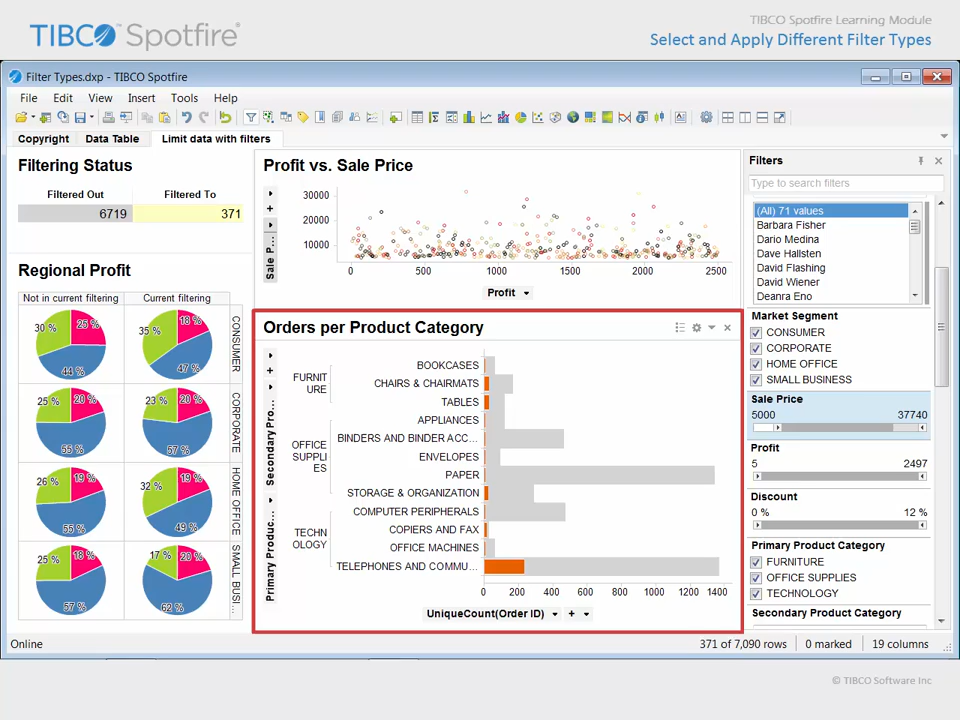 TIBCO Spotfire®
TIBCO Spotfire Learning Module
Select and Apply Different Filter Types
Filter Types.dxp - TIBCO Spotfire
File Edit View Insert Tools Help
Copyright Data Table Limit data with filters
Filtering Status
Filtered Out Filtered To
6719 371
Regional Profit
Not in current filtering Current filtering
30 % 25 % 44 % 35 % 18 % 47 % CONSUMER
25 % 20 % 55 % 23 % 20 % 57 % CORPORATE
26 % 19 % 55 % 32 % 19 % 49 % HOME OFFICE
25 % 18 % 57 % 17 % 20 % 62 % SMALL BUSI...
Profit vs. Sale Price
Sale P...
30000
20000
10000
0 500 1000 1500 2000 2500
Profit
Orders per Product Category
Secondary Pro...
Primary Produc...
FURNIT
URE
BOOKCASES
CHAIRS & CHAIRMATS
TABLES
OFFICE
SUPPLI
ES
APPLIANCES
BINDERS AND BINDER ACC...
ENVELOPES
PAPER
STORAGE & ORGANIZATION
TECHN
OLOGY
COMPUTER PERIPHERALS
COPIERS AND FAX
OFFICE MACHINES
TELEPHONES AND COMMU...
0 200 400 600 800 1000 1200 1400
UniqueCount(Order ID) +
Filters
Type to search filters
(All) 71 values
Barbara Fisher
Dario Medina
Dave Hallsten
David Flashing
David Wiener
Deanra Eno
Market Segment
CONSUMER
CORPORATE
HOME OFFICE
SMALL BUSINESS
Sale Price
5000 37740
Profit
5 2497
Discount
0 % 12 %
Primary Product Category
FURNITURE
OFFICE SUPPLIES
TECHNOLOGY
Secondary Product Category
Online 371 of 7,090 rows 0 marked 19 columns
© TIBCO Software Inc